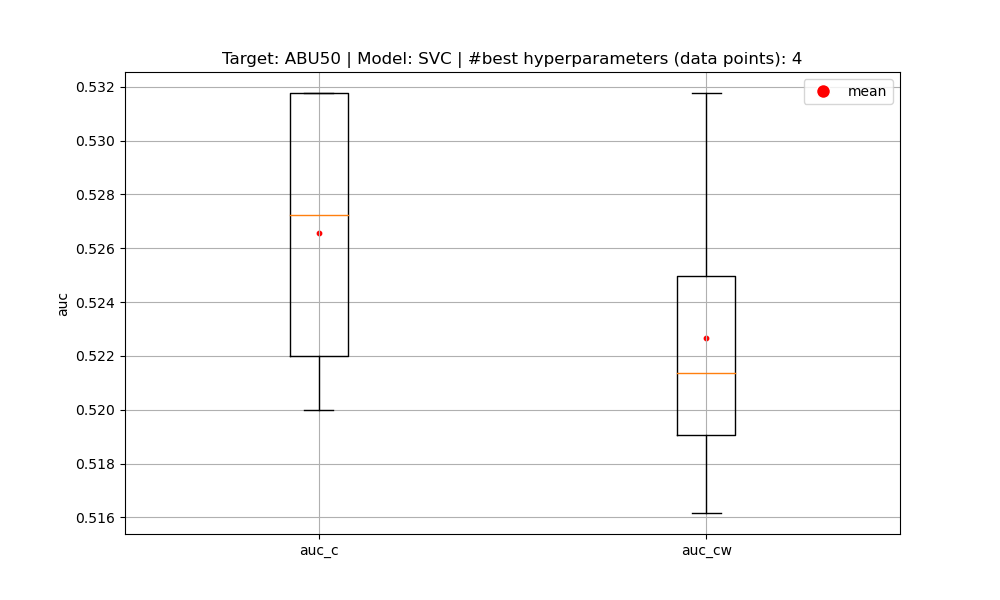 Target: ABU50 | Model: SVC | #best hyperparameters (data points): 4
mean
0.532
0.530
0.528
0.526
0.524
0.522
0.520
0.518
0.516
auc
auc_c
auc_cw